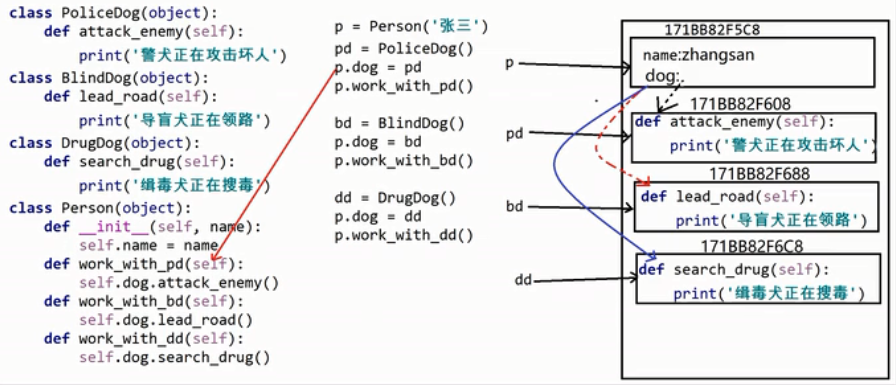 class PoliceDog(object):
    def attack_enemy(self):
        print('警犬正在攻击坏人')
class BlindDog(object):
    def lead_road(self):
        print('导盲犬正在领路')
class DrugDog(object):
    def search_drug(self):
        print('缉毒犬正在搜毒')
class Person(object):
    def __init__(self, name):
        self.name = name
    def work_with_pd(self):
        self.dog.attack_enemy()
    def work_with_bd(self):
        self.dog.lead_road()
    def work_with_dd(self):
        self.dog.search_drug()
p = Person('张三')
pd = PoliceDog()
p.dog = pd
p.work_with_pd()
bd = BlindDog()
p.dog = bd
p.work_with_bd()
dd = DrugDog()
p.dog = dd
p.work_with_dd()
p
pd
bd
dd
171BB82F5C8
name:zhangsan
dog:
171BB82F608
def attack_enemy(self):
    print('警犬正在攻击坏人')
171BB82F688
def lead_road(self):
    print('导盲犬正在领路')
171BB82F6C8
def search_drug(self):
    print('缉毒犬正在搜毒')